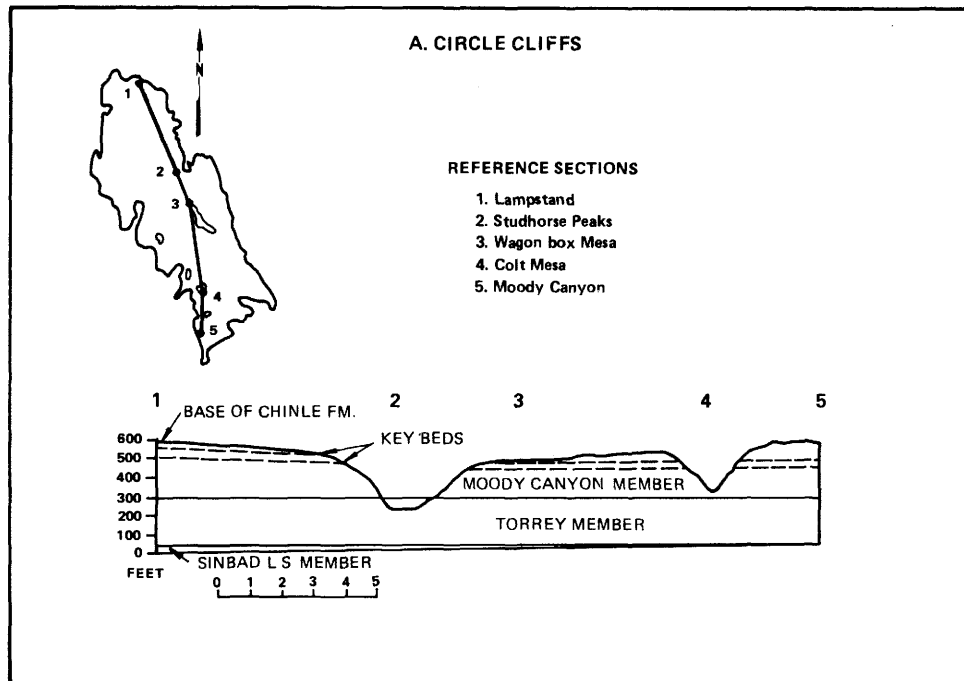 A. CIRCLE CLIFFS
N
1
2
3
4
5
REFERENCE SECTIONS
1. Lampstand
2. Studhorse Peaks
3. Wagon box Mesa
4. Colt Mesa
5. Moody Canyon
1 2 3 4 5
BASE OF CHINLE FM.
KEY BEDS
600
500
400
300
200
100
0
FEET
MOODY CANYON MEMBER
TORREY MEMBER
SINBAD L S MEMBER
0 1 2 3 4 5